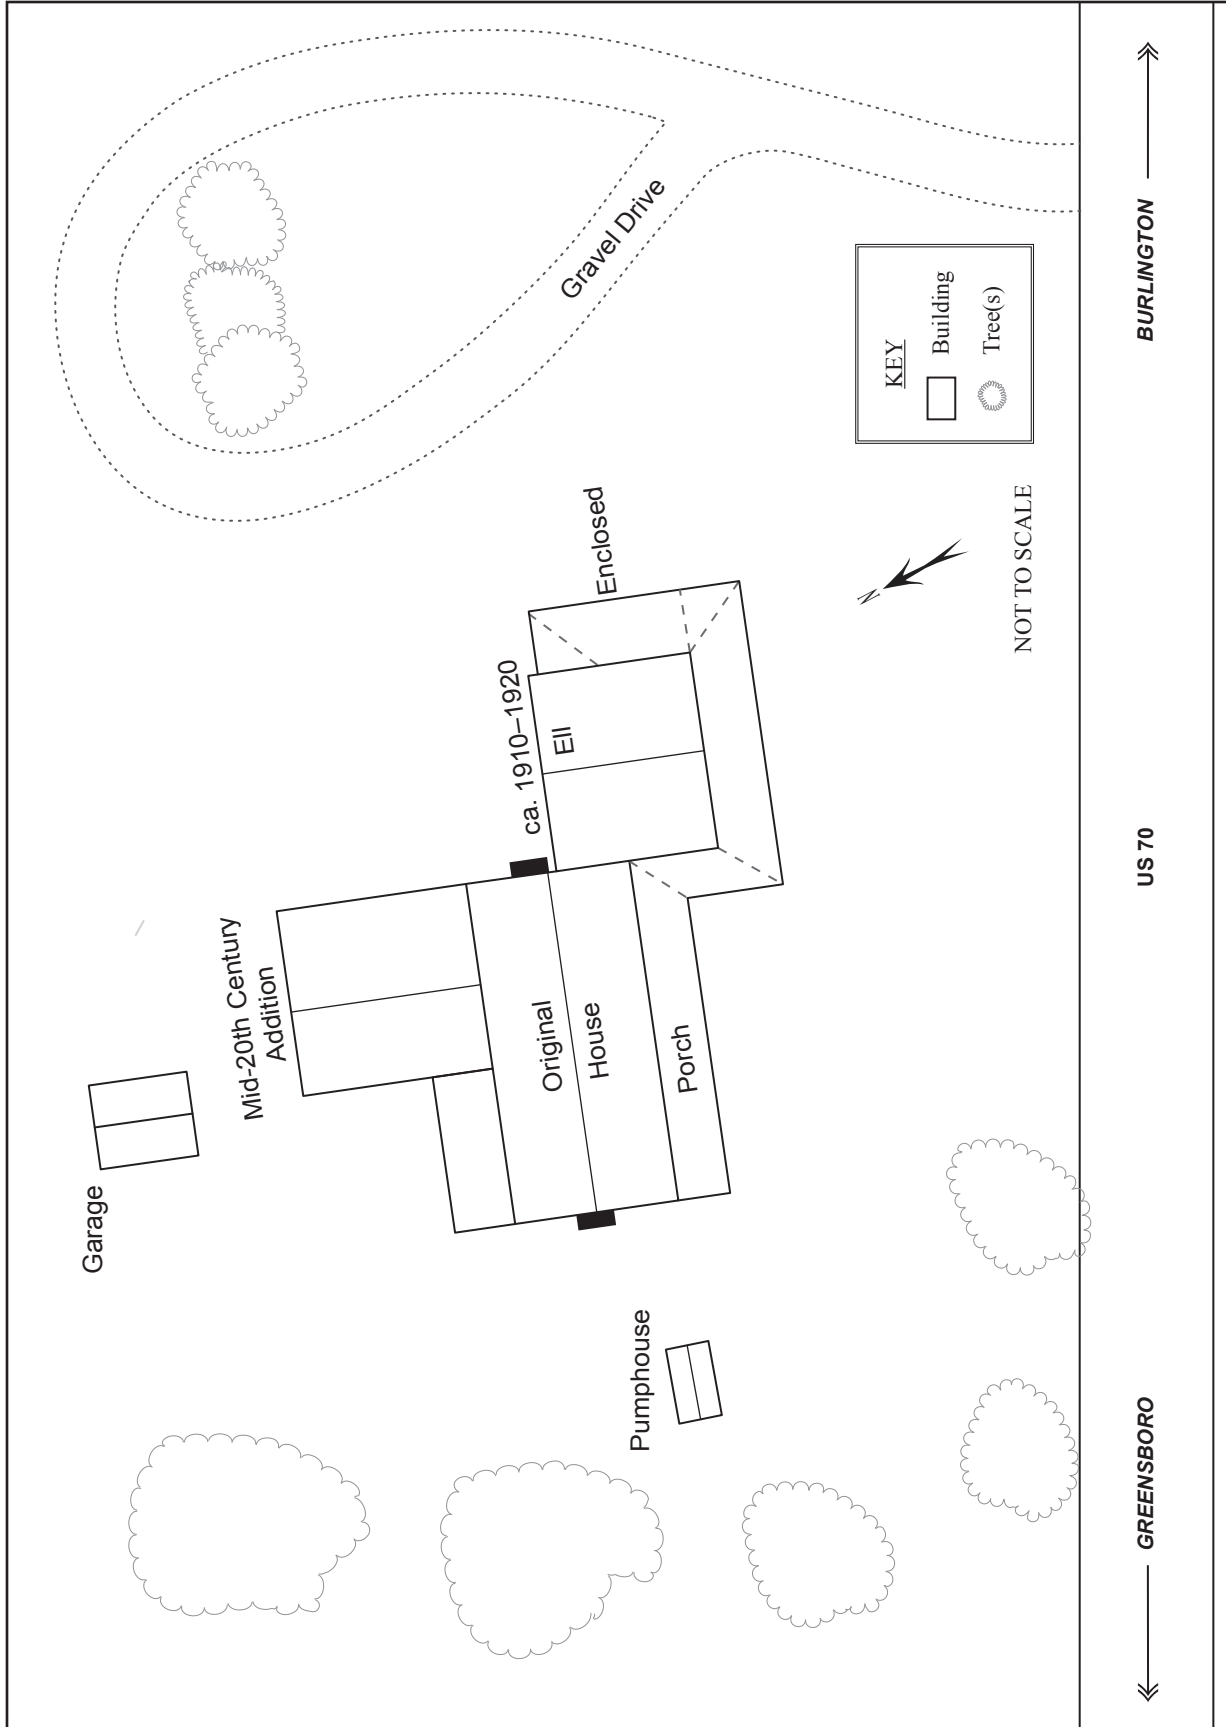 Garage
Mid-20th Century
Addition
ca. 1910–1920
Ell
Enclosed
Gravel Drive
Original
House
Porch
Pumphouse
KEY
Building
Tree(s)
N
NOT TO SCALE
GREENSBORO
US 70
BURLINGTON